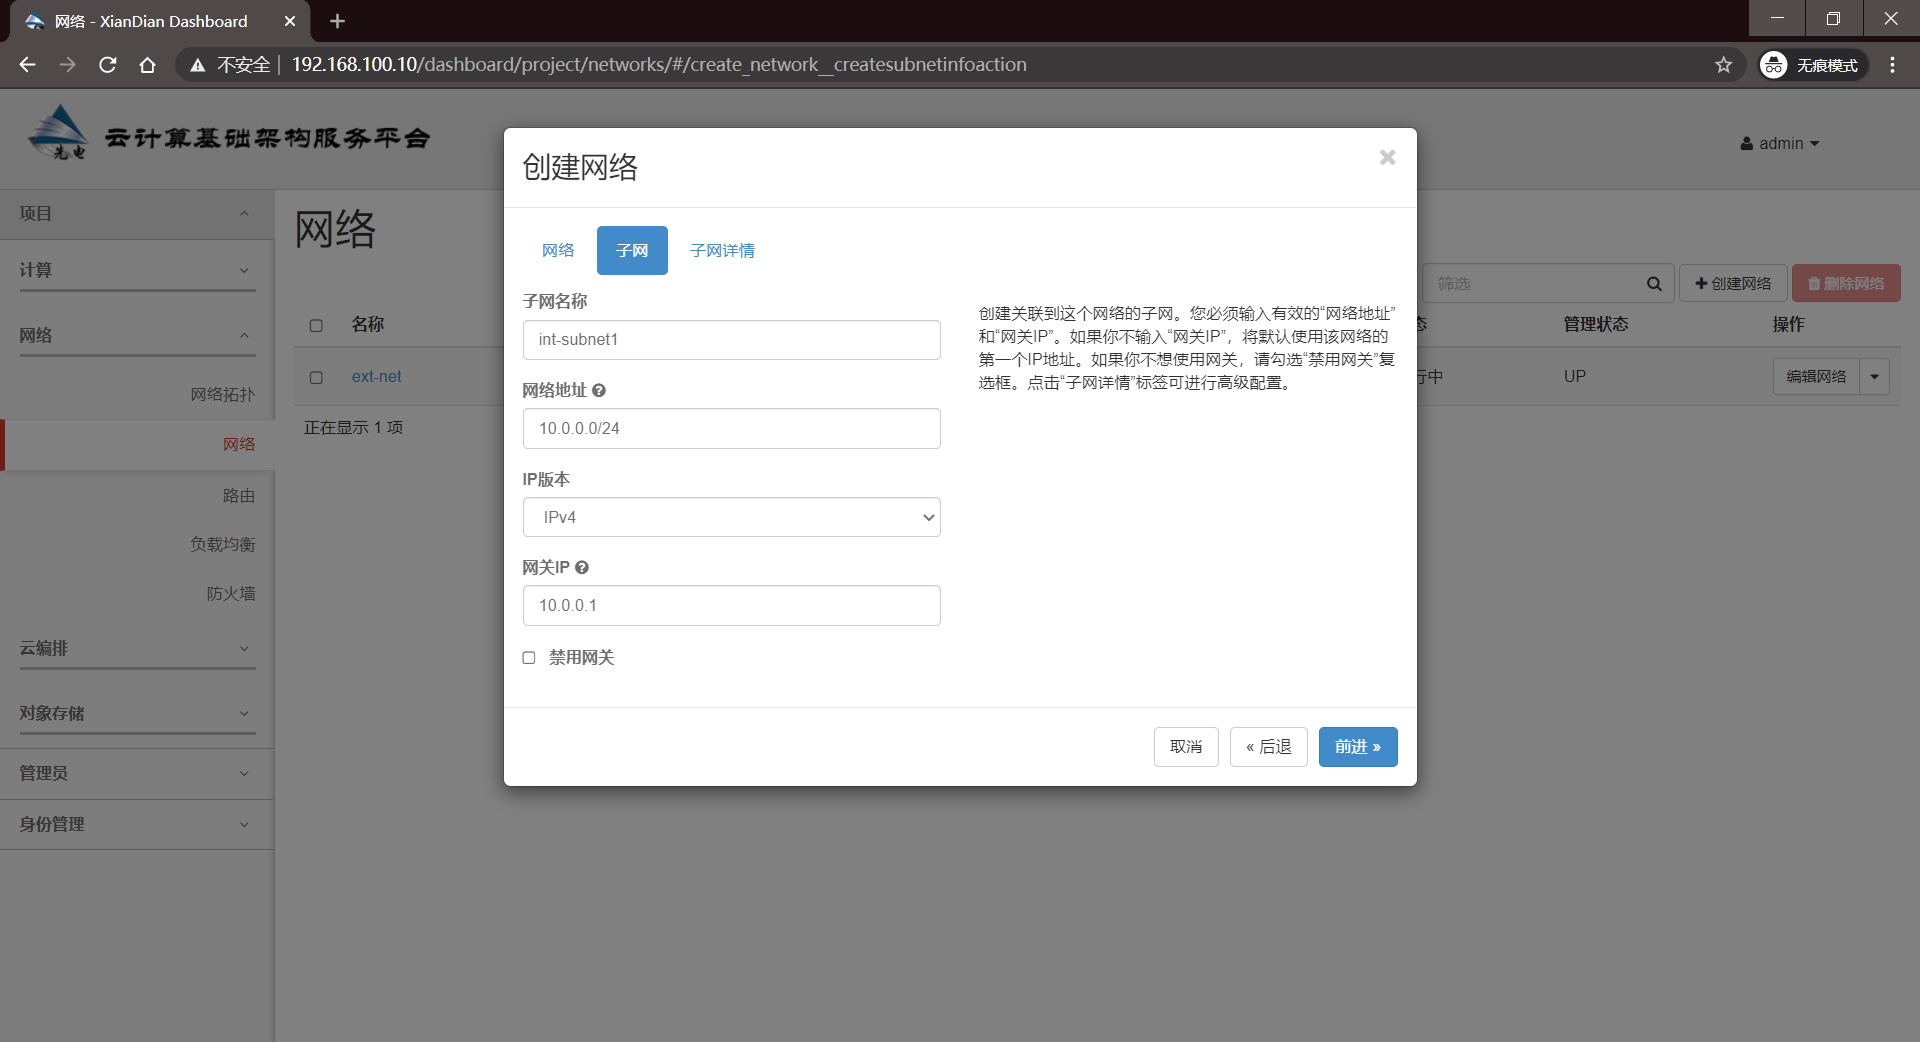 网络 - XianDian Dashboard
不安全 192.168.100.10/dashboard/project/networks/#/create_network__createsubnetinfoaction
无痕模式
先电
云计算基础架构服务平台
admin
项目
计算
网络
网络拓扑
网络
路由
负载均衡
防火墙
云编排
对象存储
管理员
身份管理
网络
筛选
创建网络
删除网络
名称
态
管理状态
操作
ext-net
行中
UP
编辑网络
正在显示 1 项
创建网络
网络
子网
子网详情
子网名称
int-subnet1
网络地址
10.0.0.0/24
IP版本
IPv4
网关IP
10.0.0.1
禁用网关
创建关联到这个网络的子网。您必须输入有效的“网络地址”
和“网关IP”。如果你不输入“网关IP”，将默认使用该网络的
第一个IP地址。如果你不想使用网关，请勾选“禁用网关”复
选框。点击“子网详情”标签可进行高级配置。
取消
« 后退
前进 »